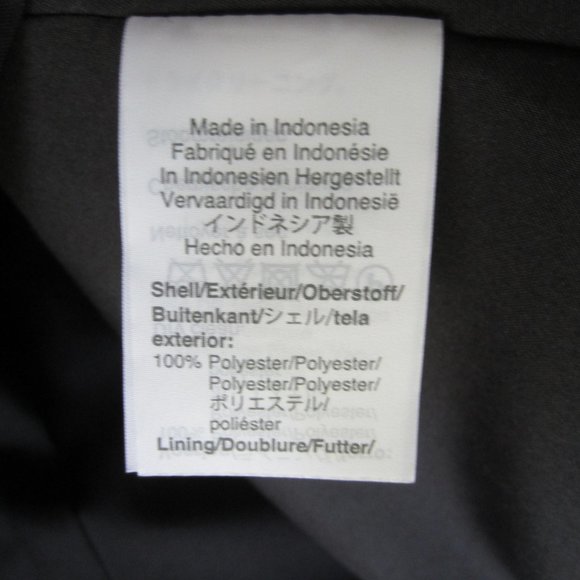 Made in Indonesia
Fabriqué en Indonésie
In Indonesien Hergestellt
Vervaardigd in Indonesië
インドネシア製
Hecho en Indonesia
Shell/Extérieur/Oberstoff/
Buitenkant/シェル/tela
exterior:
100% Polyester/Polyester/
Polyester/Polyester/
ポリエステル/
poliéster
Lining/Doublure/Futter/